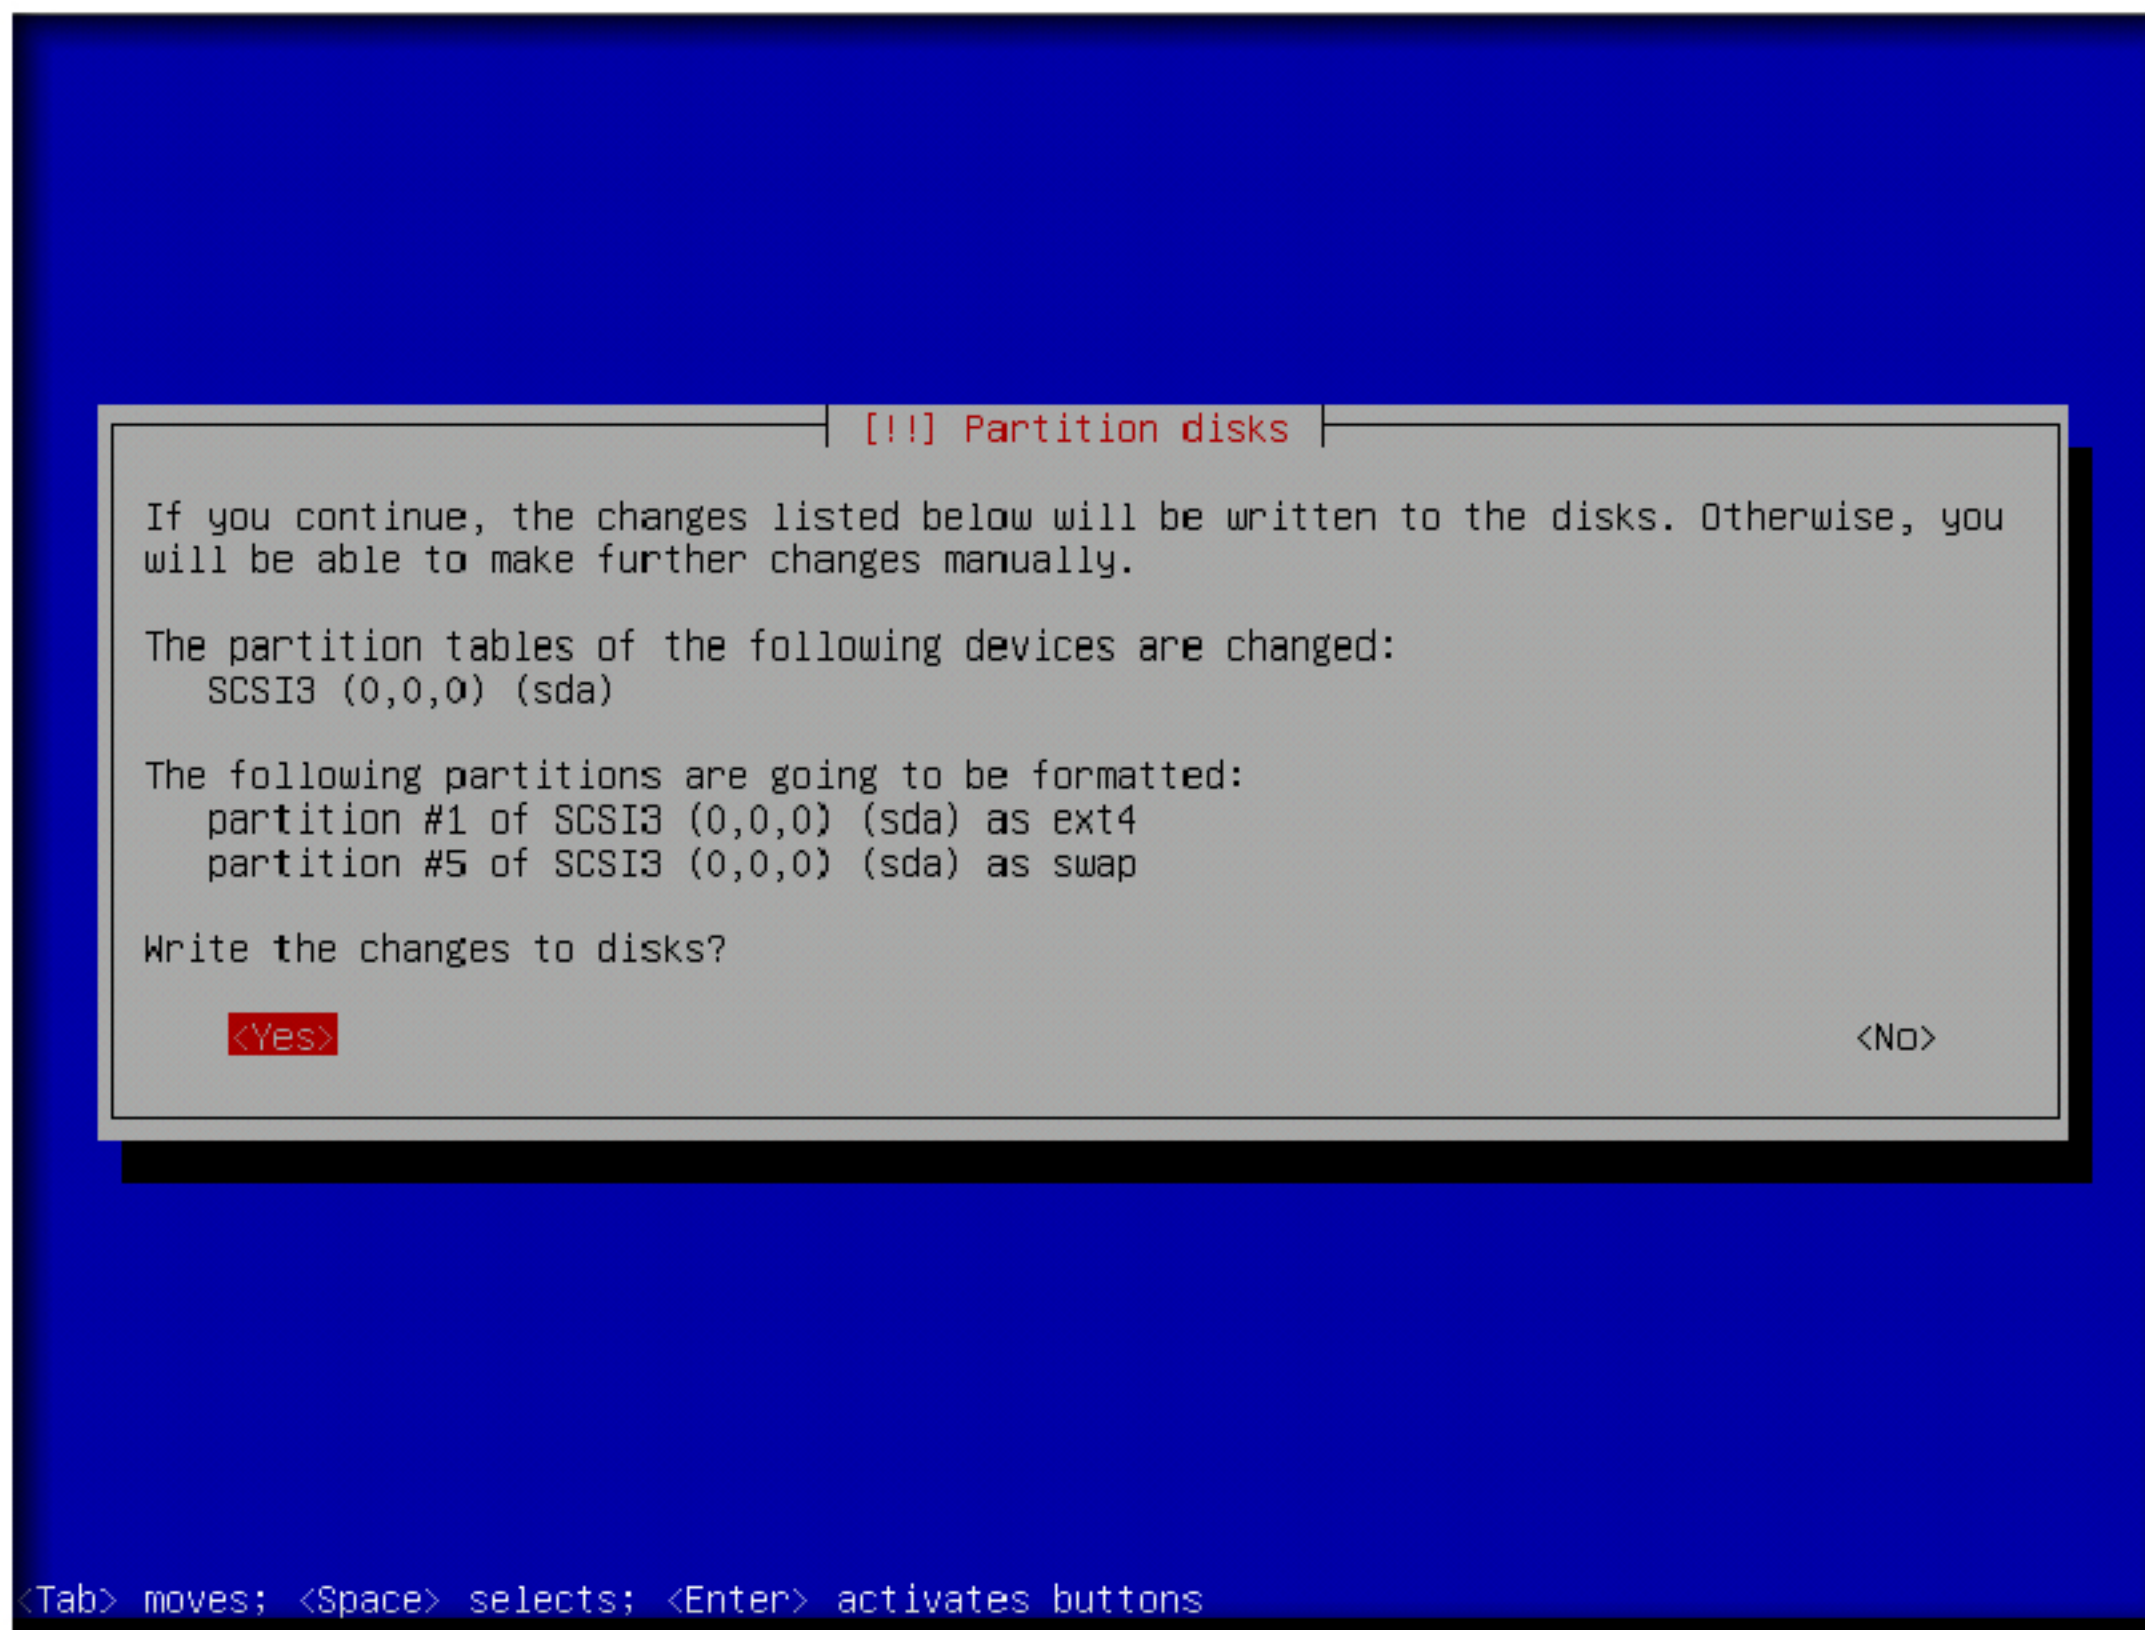 [!!] Partition disks
If you continue, the changes listed below will be written to the disks. Otherwise, you
will be able to make further changes manually.
The partition tables of the following devices are changed:
SCSI3 (0,0,0) (sda)
The following partitions are going to be formatted:
partition #1 of SCSI3 (0,0,0) (sda) as ext4
partition #5 of SCSI3 (0,0,0) (sda) as swap
Write the changes to disks?
<Yes> <No>
<Tab> moves; <Space> selects; <Enter> activates buttons